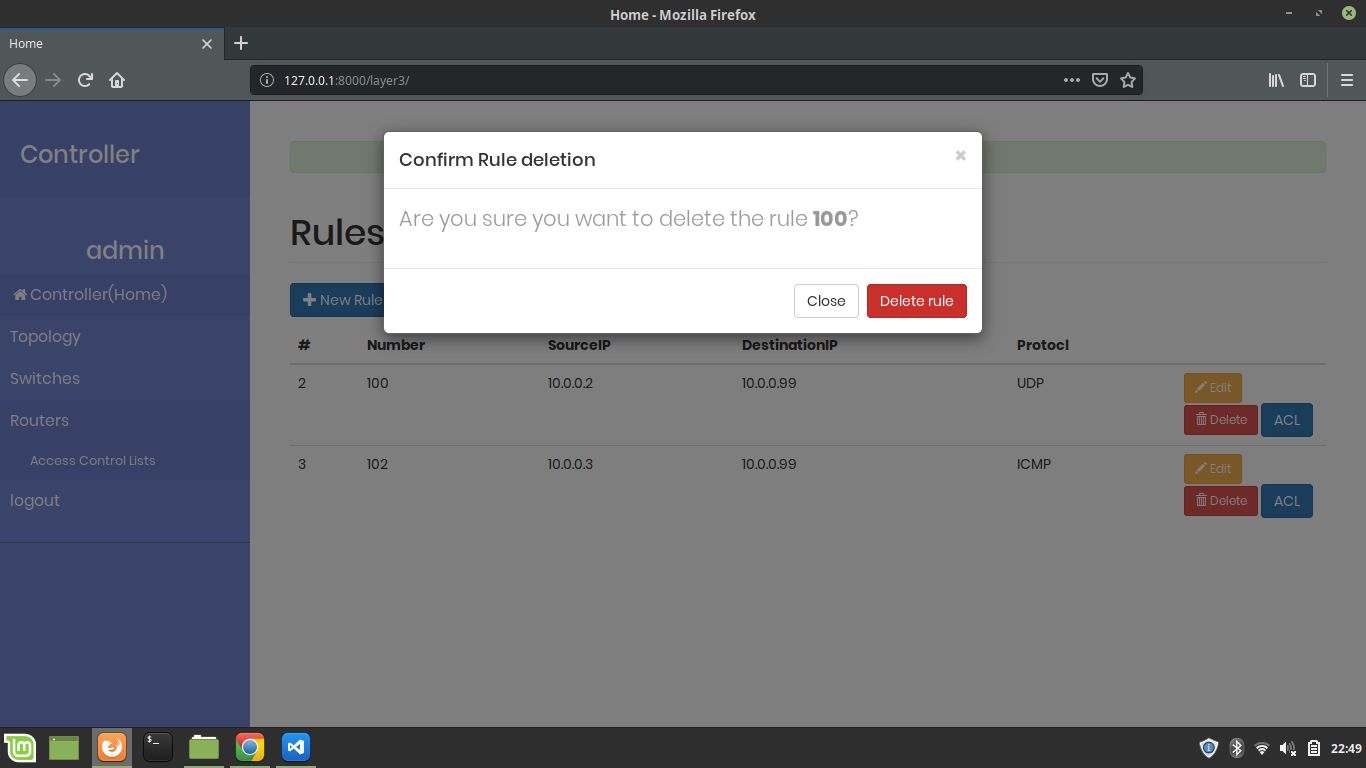 Home - Mozilla Firefox
Home
127.0.0.1:8000/layer3/
Controller
admin
Controller(Home)
Topology
Switches
Routers
Access Control Lists
logout
Confirm Rule deletion
Are you sure you want to delete the rule 100?
Close Delete rule
Rules
New Rule
# Number SourceIP DestinationIP Protocl
2 100 10.0.0.2 10.0.0.99 UDP Edit
Delete ACL
3 102 10.0.0.3 10.0.0.99 ICMP Edit
Delete ACL
22:49